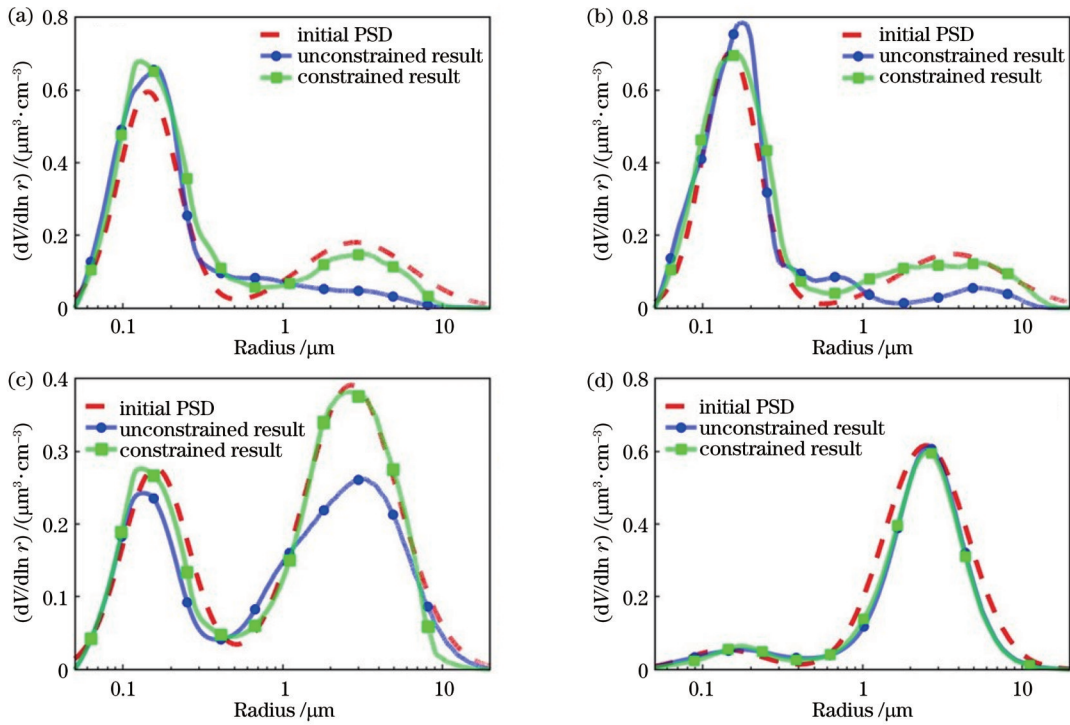 (a)
0.8
0.6
0.4
0.2
0
(dV/dln r) /(μm³·cm⁻³)
initial PSD
unconstrained result
constrained result
0.1
1
10
Radius /μm
(b)
0.8
0.6
0.4
0.2
0
(dV/dln r) /(μm³·cm⁻³)
initial PSD
unconstrained result
constrained result
0.1
1
10
Radius /μm
(c)
0.4
0.3
0.2
0.1
0
(dV/dln r) /(μm³·cm⁻³)
initial PSD
unconstrained result
constrained result
0.1
1
10
Radius /μm
(d)
0.8
0.6
0.4
0.2
0
(dV/dln r) /(μm³·cm⁻³)
initial PSD
unconstrained result
constrained result
0.1
1
10
Radius /μm